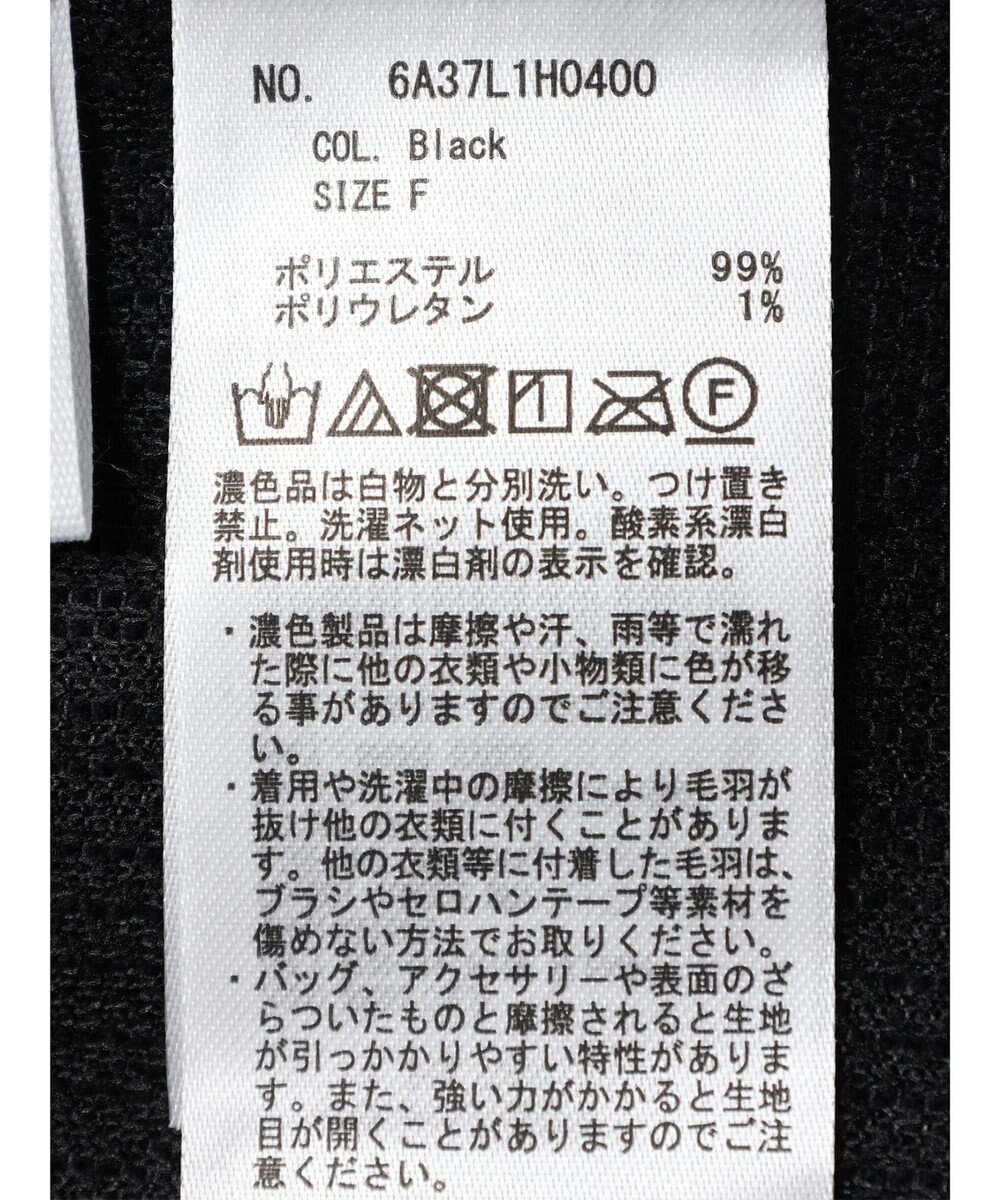 NO. 6A37L1H0400
COL. Black
SIZE F
ポリエステル 99%
ポリウレタン 1%
F
濃色品は白物と分別洗い。つけ置き
禁止。洗濯ネット使用。酸素系漂白
剤使用時は漂白剤の表示を確認。
・濃色製品は摩擦や汗、雨等で濡れ
た際に他の衣類や小物類に色が移
る事がありますのでご注意くださ
い。
・着用や洗濯中の摩擦により毛羽が
抜け他の衣類に付くことがありま
す。他の衣類等に付着した毛羽は、
ブラシやセロハンテープ等素材を
傷めない方法でお取りください。
・バッグ、アクセサリーや表面のざ
らついたものと摩擦されると生地
が引っかかりやすい特性がありま
す。また、強い力がかかると生地
目が開くことがありますのでご注
意ください。